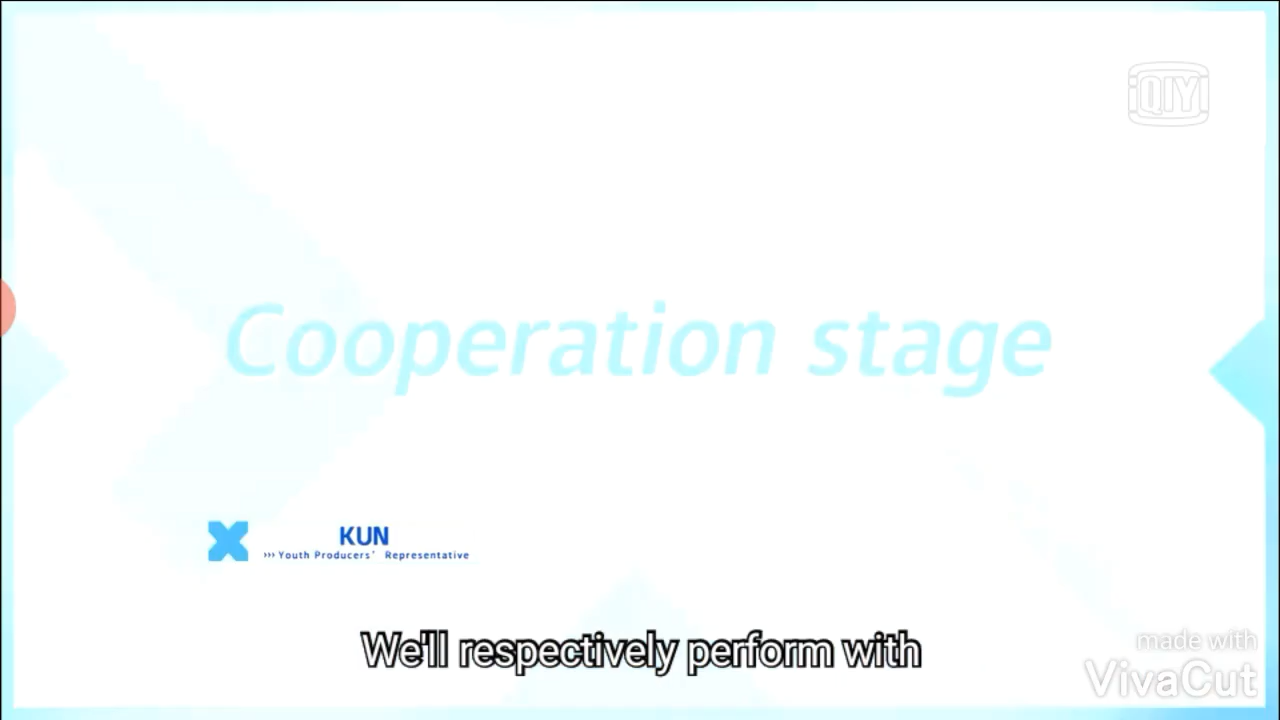 iQIYI
Cooperation stage
KUN
››› Youth Producers' Representative
We'll respectively perform with
made with
VivaCut